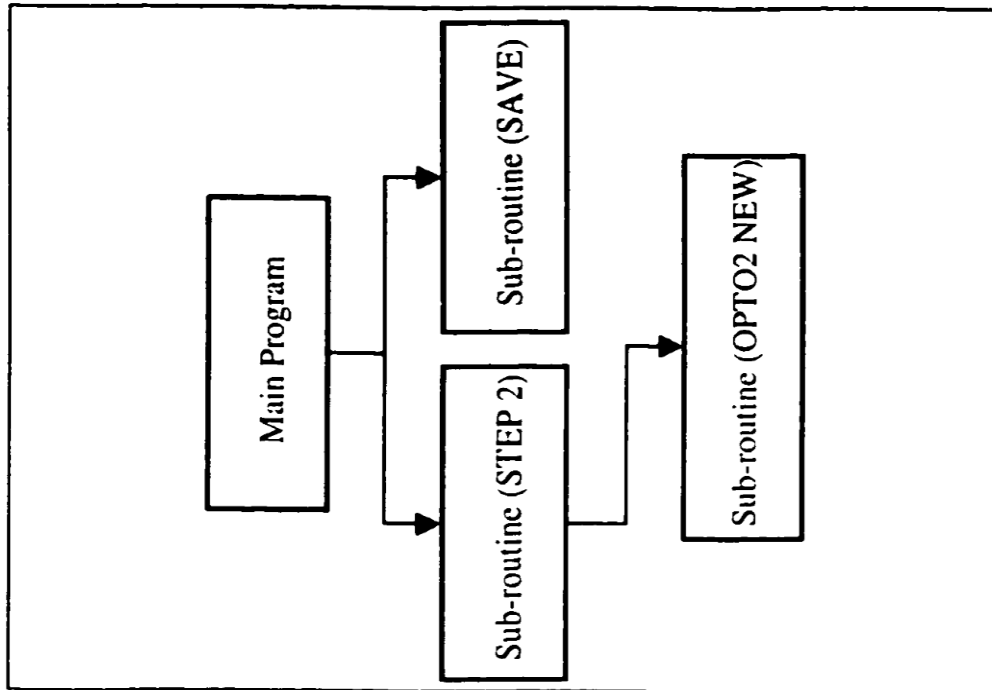 Main Program
Sub-routine (STEP 2)
Sub-routine (SAVE)
Sub-routine (OPTO2 NEW)